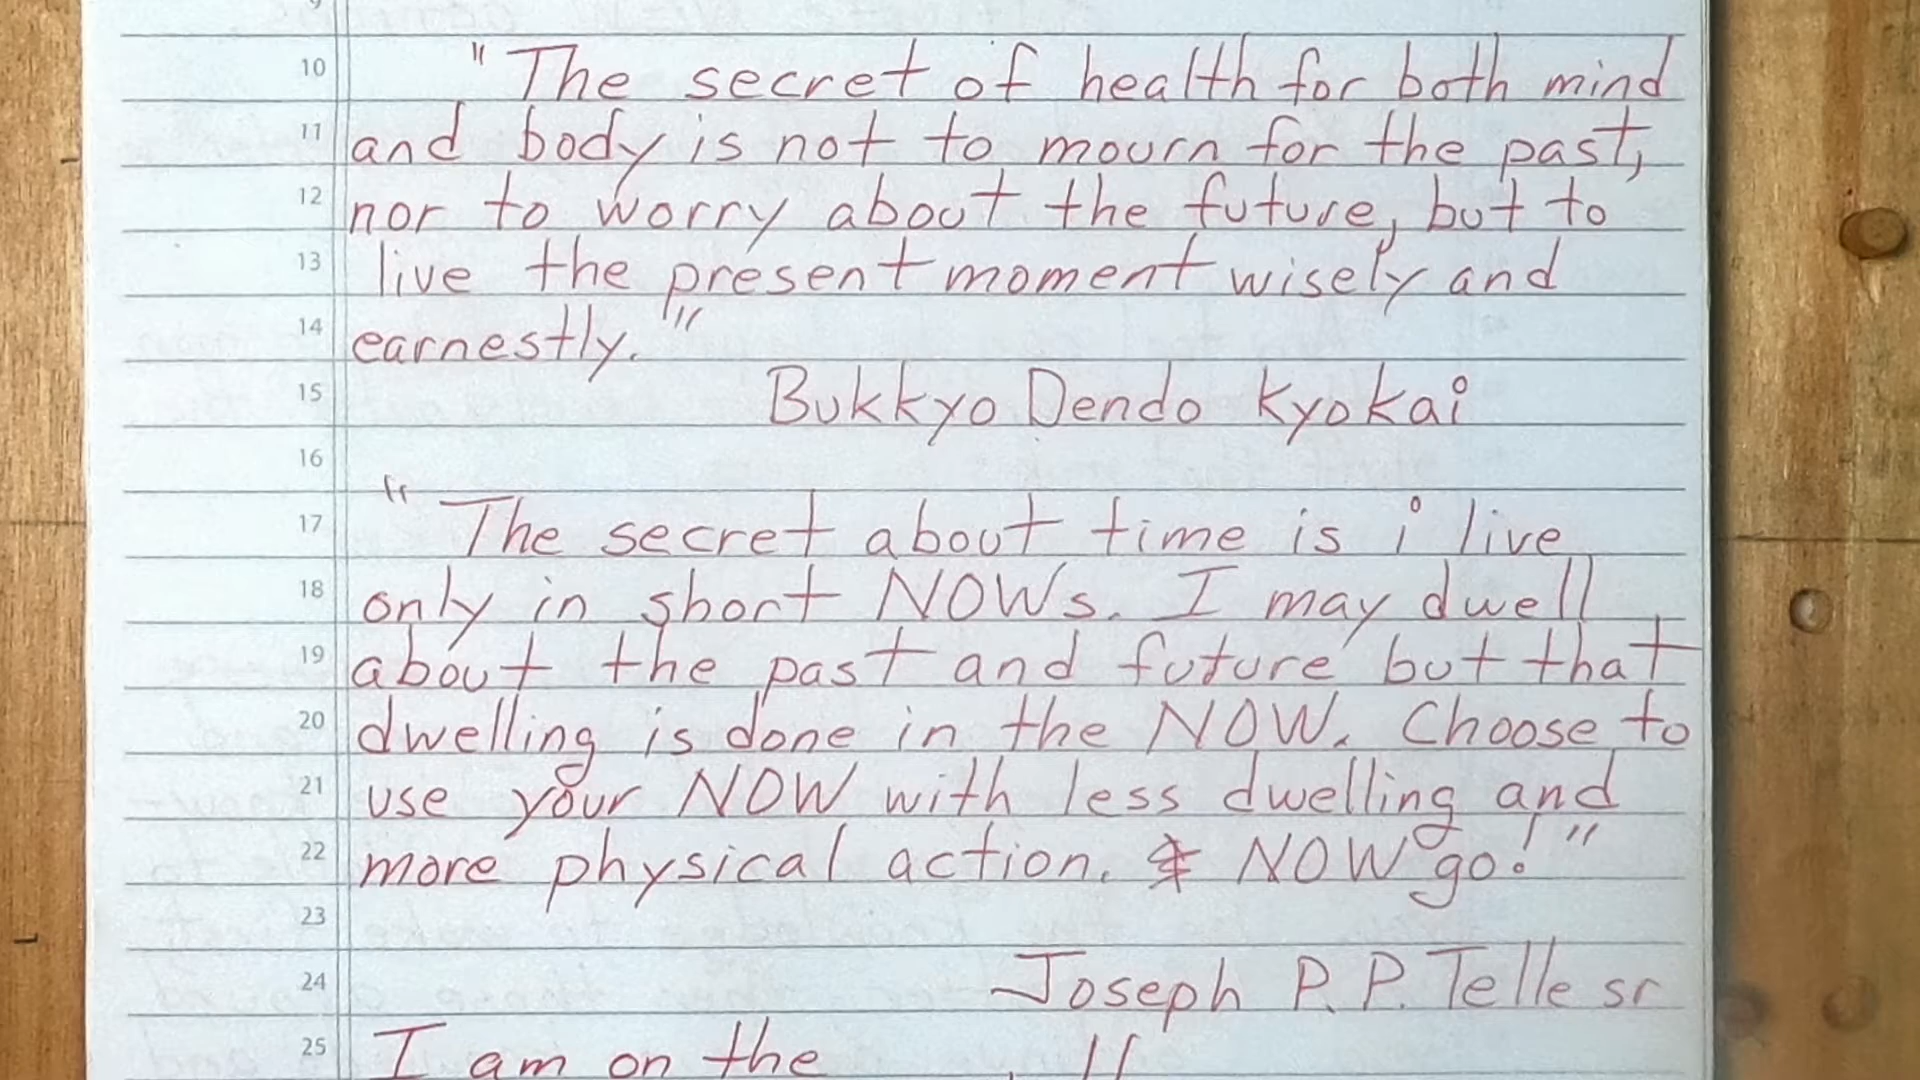 10 "The secret of health for both mind
11 and body is not to mourn for the past,
12 nor to worry about the future, but to
13 live the present moment wisely and
14 earnestly."
15 Bukkyo Dendo Kyokai
16
17 "The secret about time is i live
18 only in short NOWs. I may dwell
19 about the past and future but that
20 dwelling is done in the NOW. Choose to
21 use your NOW with less dwelling and
22 more physical action. & NOW go!"
23
24 Joseph P.P. Telle sr
25 I am on the